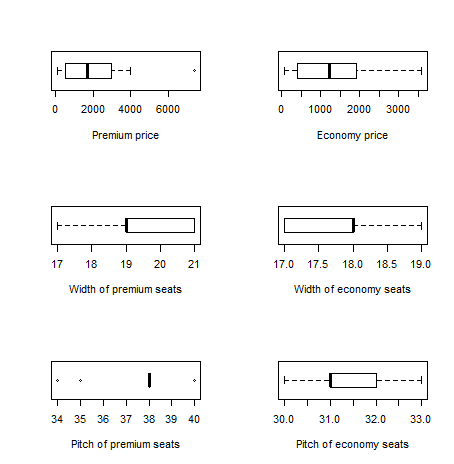 0 2000 4000 6000
Premium price
0 1000 2000 3000
Economy price
17 18 19 20 21
Width of premium seats
17.0 17.5 18.0 18.5 19.0
Width of economy seats
34 35 36 37 38 39 40
Pitch of premium seats
30.0 31.0 32.0 33.0
Pitch of economy seats